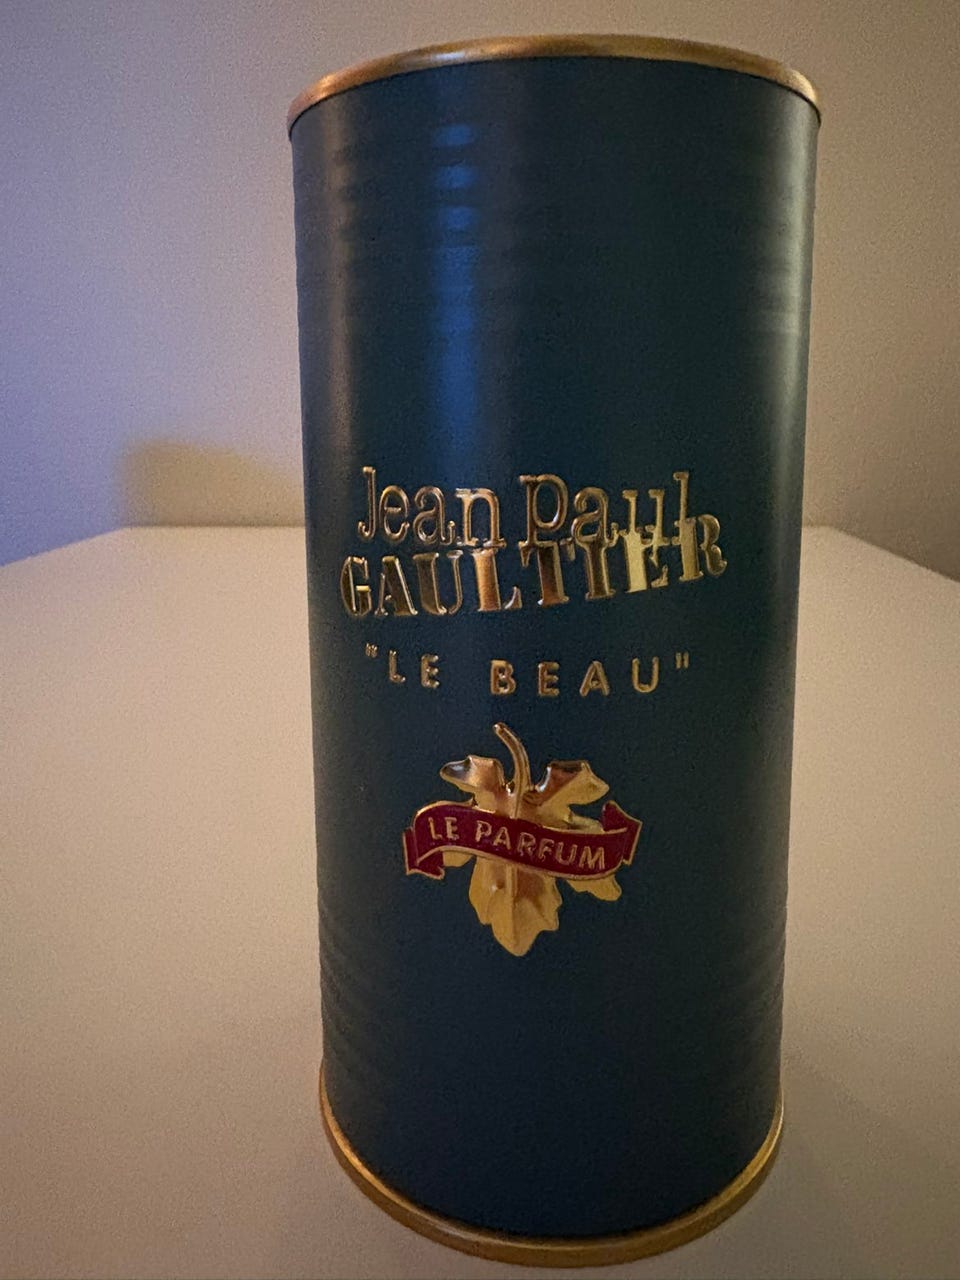 Jean Paul
GAULTIER
"LE BEAU"
LE PARFUM